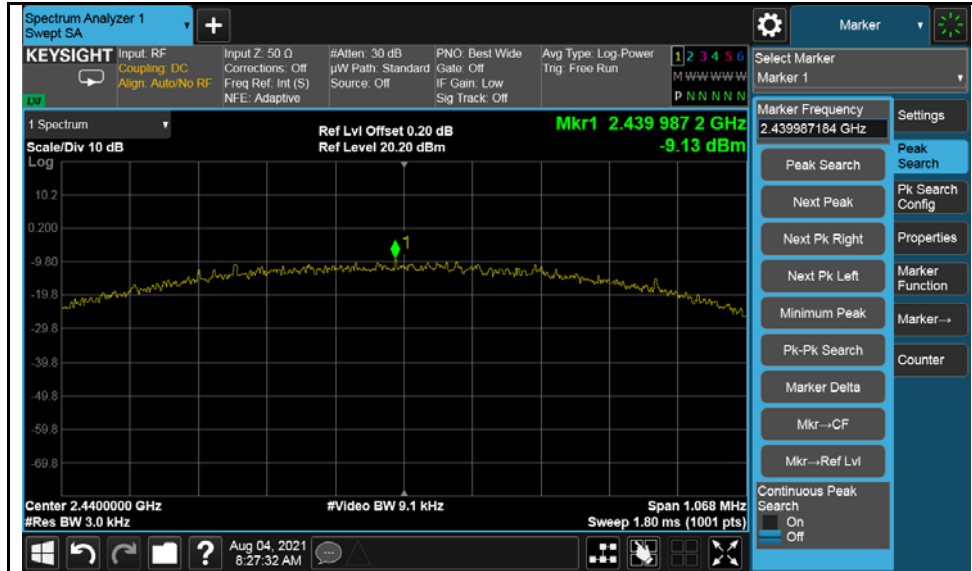 Spectrum Analyzer 1
Swept SA
+
Marker
KEYSIGHT
LXI
Input: RF
Coupling: DC
Align: Auto/No RF
Input Z: 50 Ω
Corrections: Off
Freq Ref: Int (S)
NFE: Adaptive
#Atten: 30 dB
µW Path: Standard
Source: Off
PNO: Best Wide
Gate: Off
IF Gain: Low
Sig Track: Off
Avg Type: Log-Power
Trig: Free Run
1 2 3 4 5 6
M W W W W W
P N N N N N
Select Marker
Marker 1
1 Spectrum
Scale/Div 10 dB
Log
Ref Lvl Offset 0.20 dB
Ref Level 20.20 dBm
Mkr1 2.439 987 2 GHz
-9.13 dBm
10.2
0.200
-9.80
-19.8
-29.8
-39.8
-49.8
-59.8
-69.8
1
Center 2.4400000 GHz
#Res BW 3.0 kHz
#Video BW 9.1 kHz
Span 1.068 MHz
Sweep 1.80 ms (1001 pts)
Marker Frequency
2.439987184 GHz
Peak Search
Next Peak
Next Pk Right
Next Pk Left
Minimum Peak
Pk-Pk Search
Marker Delta
Mkr→CF
Mkr→Ref Lvl
Continuous Peak
Search
On
Off
Settings
Peak
Search
Pk Search
Config
Properties
Marker
Function
Marker→
Counter
?
Aug 04, 2021
8:27:32 AM